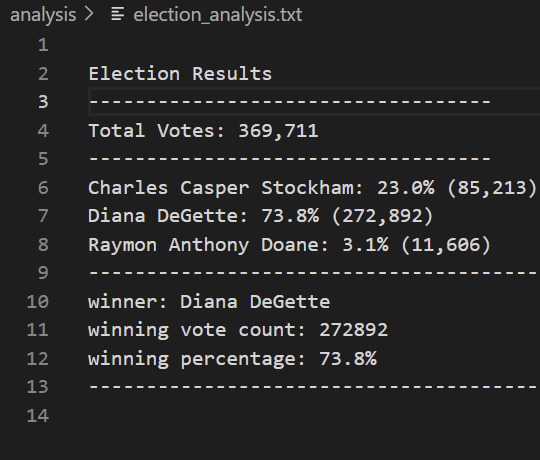 analysis > election_analysis.txt
1
2 Election Results
3 -----------------------------------
4 Total Votes: 369,711
5 -----------------------------------
6 Charles Casper Stockham: 23.0% (85,213)
7 Diana DeGette: 73.8% (272,892)
8 Raymon Anthony Doane: 3.1% (11,606)
9 ---------------------------------------
10 winner: Diana DeGette
11 winning vote count: 272892
12 winning percentage: 73.8%
13 ---------------------------------------
14